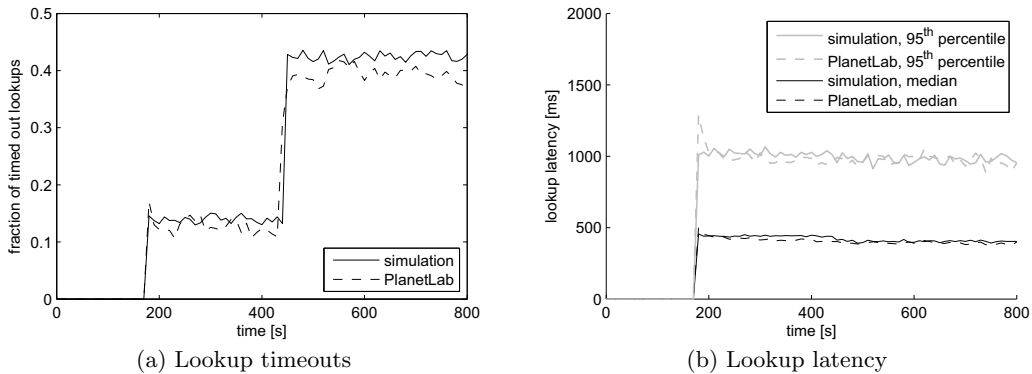 0.5
0.4
0.3
0.2
0.1
0
fraction of timed out lookups
0 200 400 600 800
time [s]
simulation
PlanetLab
(a) Lookup timeouts
2000
1500
1000
500
0
lookup latency [ms]
0 200 400 600 800
time [s]
simulation, 95th percentile
PlanetLab, 95th percentile
simulation, median
PlanetLab, median
(b) Lookup latency